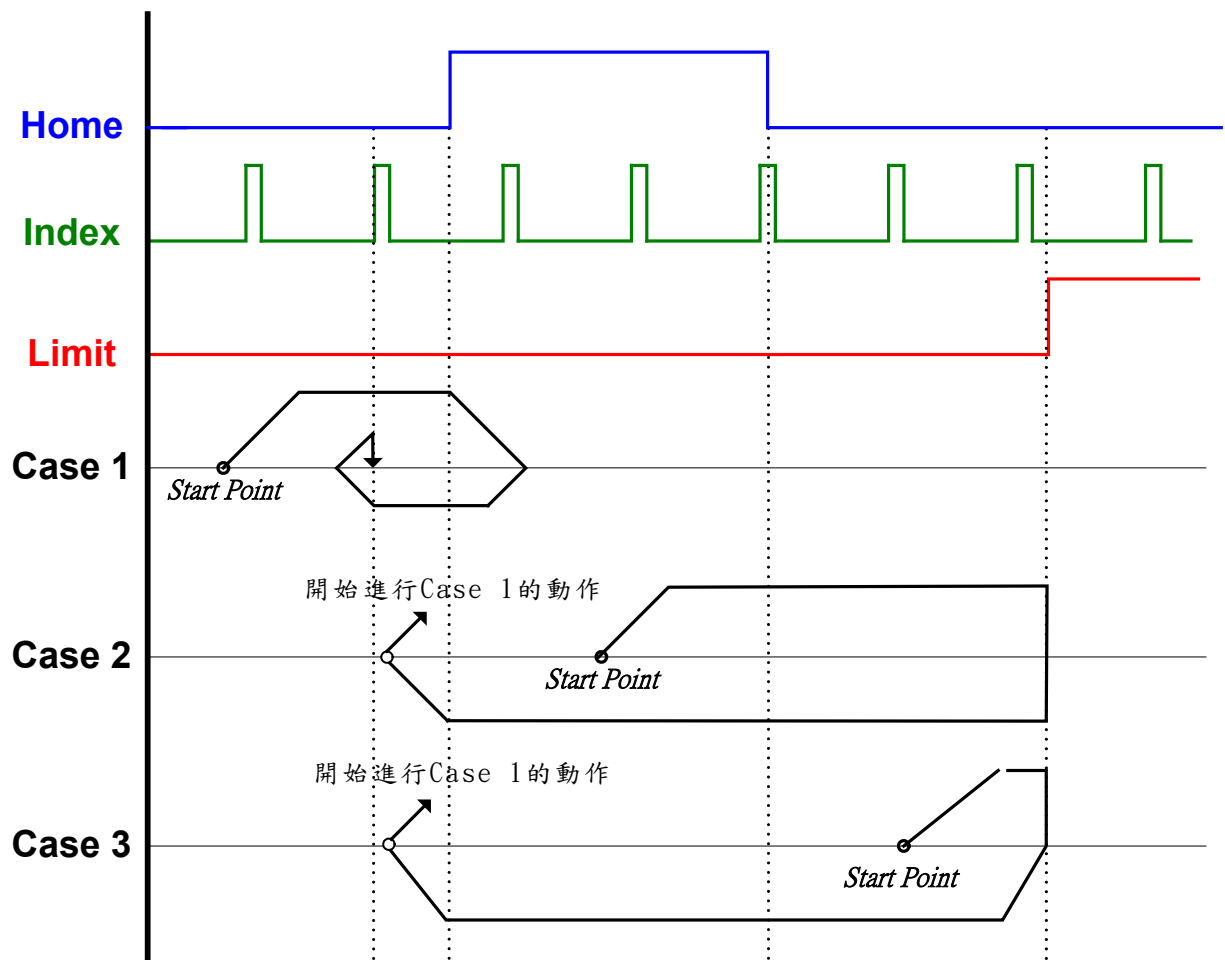 Home
Index
Limit
Case 1
Start Point
開始進行Case 1的動作
Case 2
Start Point
開始進行Case 1的動作
Case 3
Start Point